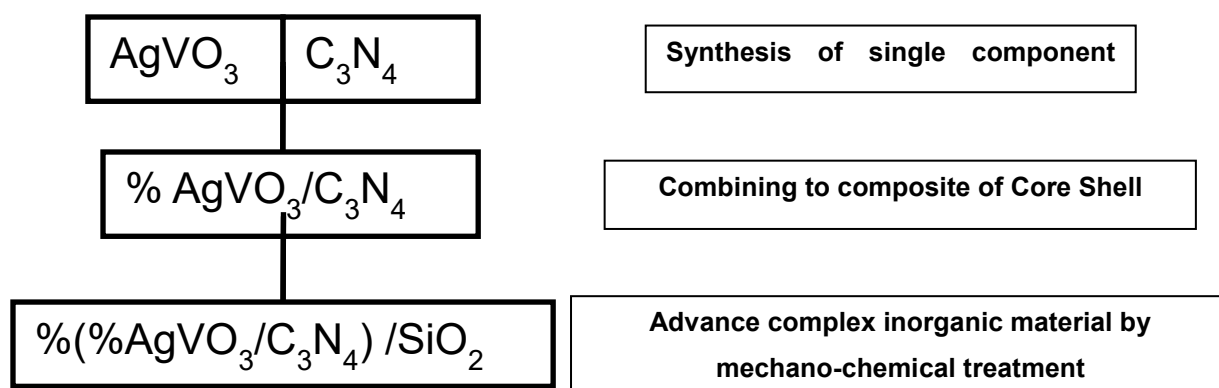 AgVO₃ C₃N₄
Synthesis of single component
% AgVO₃/C₃N₄
Combining to composite of Core Shell
%(%AgVO₃/C₃N₄) /SiO₂
Advance complex inorganic material by
mechano-chemical treatment